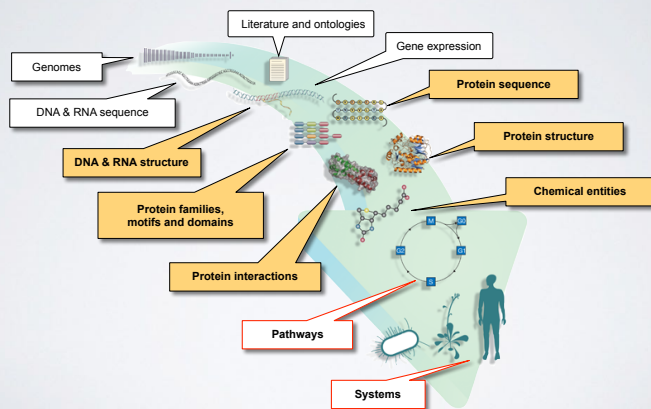 Literature and ontologies
Gene expression
Genomes
Protein sequence
DNA & RNA sequence
Protein structure
DNA & RNA structure
Chemical entities
Protein families,
motifs and domains
M
G0
G2
G1
Protein interactions
S
Pathways
Systems